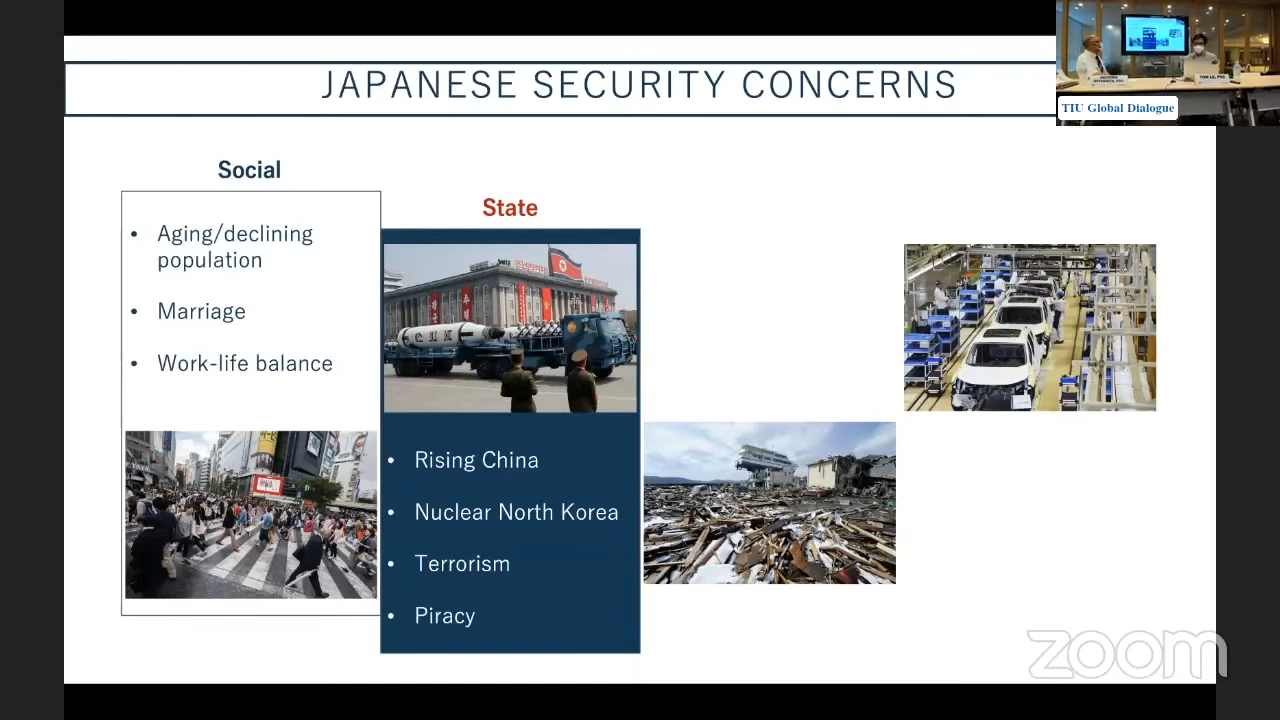 JAPANESE SECURITY CONCERNS
TIU Global Dialogue
Social
• Aging/declining
population
• Marriage
• Work-life balance
State
• Rising China
• Nuclear North Korea
• Terrorism
• Piracy
zoom